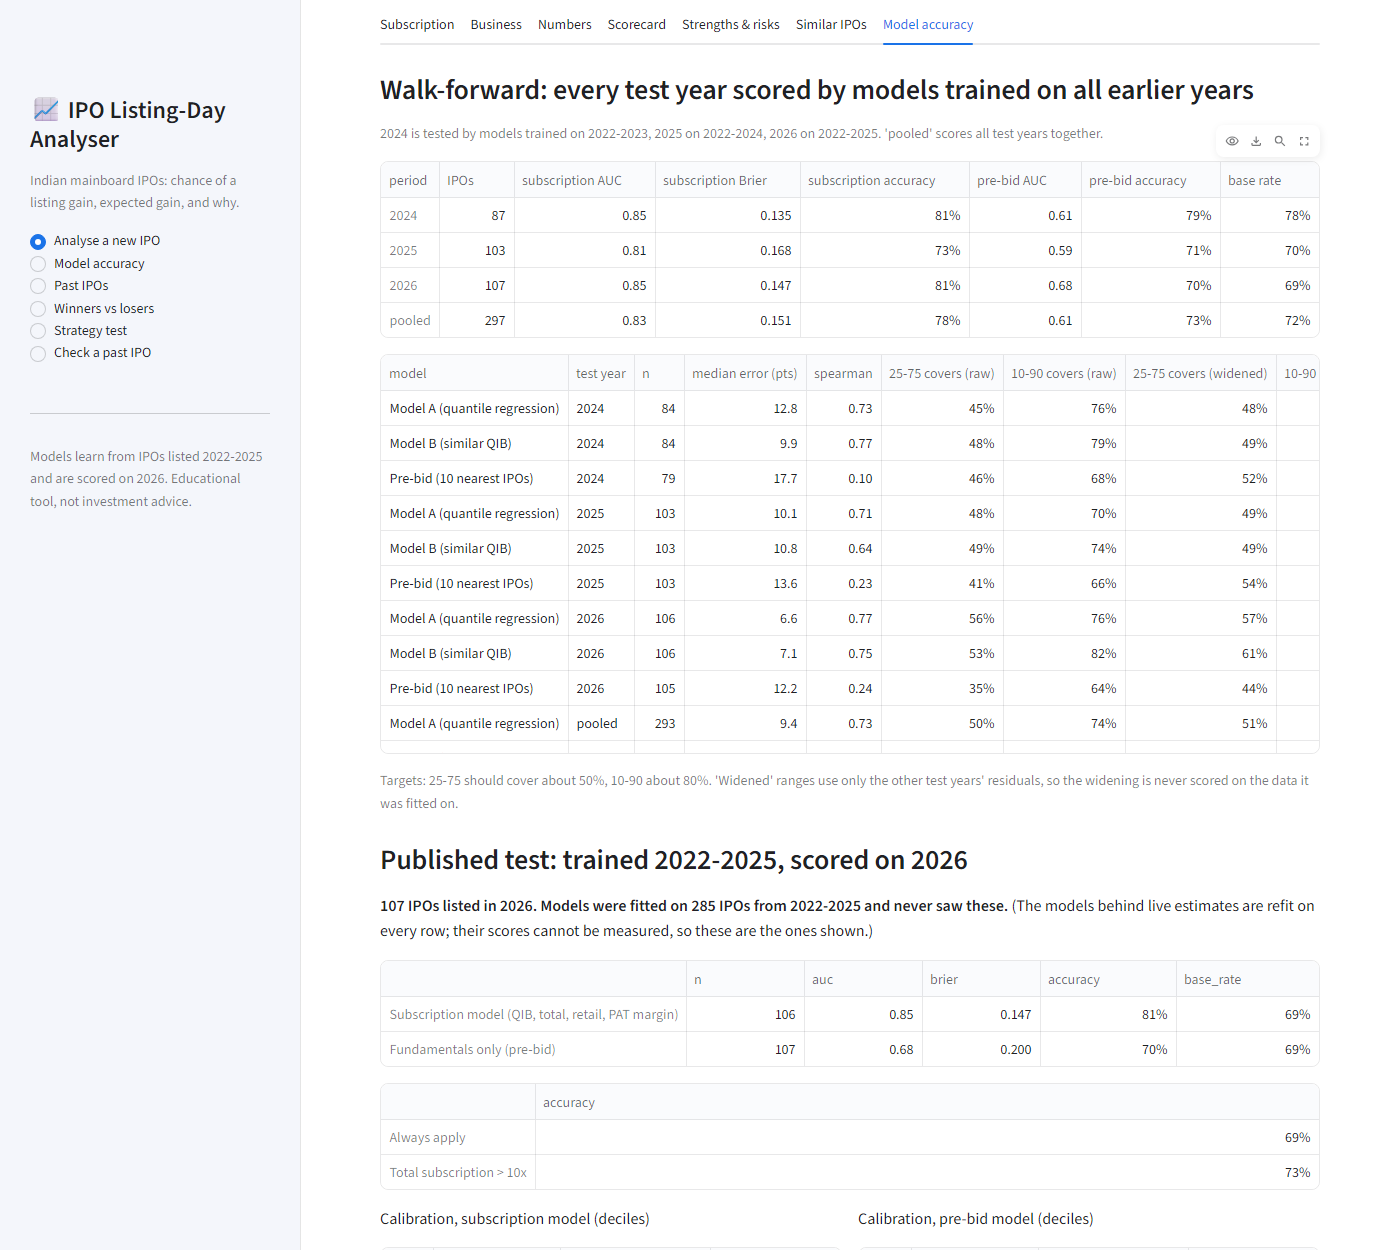 📈 IPO Listing-Day
Analyser
Indian mainboard IPOs: chance of a
listing gain, expected gain, and why.
Analyse a new IPO
Model accuracy
Past IPOs
Winners vs losers
Strategy test
Check a past IPO
Models learn from IPOs listed 2022-2025
and are scored on 2026. Educational
tool, not investment advice.
Subscription Business Numbers Scorecard Strengths & risks Similar IPOs Model accuracy
Walk-forward: every test year scored by models trained on all earlier years
2024 is tested by models trained on 2022-2023, 2025 on 2022-2024, 2026 on 2022-2025. 'pooled' scores all test years together.
period IPOs subscription AUC subscription Brier subscription accuracy pre-bid AUC pre-bid accuracy base rate
2024 87 0.85 0.135 81% 0.61 79% 78%
2025 103 0.81 0.168 73% 0.59 71% 70%
2026 107 0.85 0.147 81% 0.68 70% 69%
pooled 297 0.83 0.151 78% 0.61 73% 72%
model test year n median error (pts) spearman 25-75 covers (raw) 10-90 covers (raw) 25-75 covers (widened) 10-90
Model A (quantile regression) 2024 84 12.8 0.73 45% 76% 48%
Model B (similar QIB) 2024 84 9.9 0.77 48% 79% 49%
Pre-bid (10 nearest IPOs) 2024 79 17.7 0.10 46% 68% 52%
Model A (quantile regression) 2025 103 10.1 0.71 48% 70% 49%
Model B (similar QIB) 2025 103 10.8 0.64 49% 74% 49%
Pre-bid (10 nearest IPOs) 2025 103 13.6 0.23 41% 66% 54%
Model A (quantile regression) 2026 106 6.6 0.77 56% 76% 57%
Model B (similar QIB) 2026 106 7.1 0.75 53% 82% 61%
Pre-bid (10 nearest IPOs) 2026 105 12.2 0.24 35% 64% 44%
Model A (quantile regression) pooled 293 9.4 0.73 50% 74% 51%
Targets: 25-75 should cover about 50%, 10-90 about 80%. 'Widened' ranges use only the other test years' residuals, so the widening is never scored on the data it
was fitted on.
Published test: trained 2022-2025, scored on 2026
107 IPOs listed in 2026. Models were fitted on 285 IPOs from 2022-2025 and never saw these. (The models behind live estimates are refit on
every row; their scores cannot be measured, so these are the ones shown.)
n auc brier accuracy base_rate
Subscription model (QIB, total, retail, PAT margin) 106 0.85 0.147 81% 69%
Fundamentals only (pre-bid) 107 0.68 0.200 70% 69%
accuracy
Always apply 69%
Total subscription > 10x 73%
Calibration, subscription model (deciles) Calibration, pre-bid model (deciles)